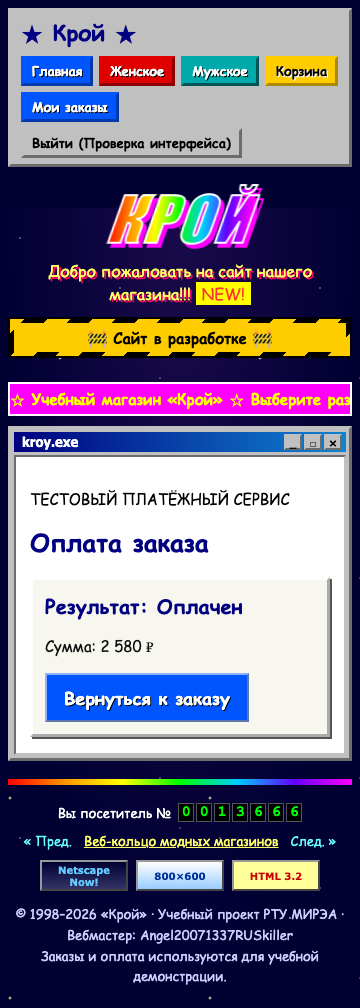 ★ Крой ★
Главная Женское Мужское Корзина
Мои заказы
Выйти (Проверка интерфейса)
КРОЙ
Добро пожаловать на сайт нашего
магазина!!! NEW!
🚧 Сайт в разработке 🚧
☆ Учебный магазин «Крой» ☆ Выберите раз
kroy.exe
ТЕСТОВЫЙ ПЛАТЁЖНЫЙ СЕРВИС
Оплата заказа
Результат: Оплачен
Сумма: 2 580 ₽
Вернуться к заказу
Вы посетитель № 0013666
« Пред. Веб-кольцо модных магазинов След. »
Netscape
Now!
800×600
HTML 3.2
© 1998–2026 «Крой» · Учебный проект РТУ МИРЭА ·
Вебмастер: Angel20071337RUSkiller
Заказы и оплата используются для учебной
демонстрации.